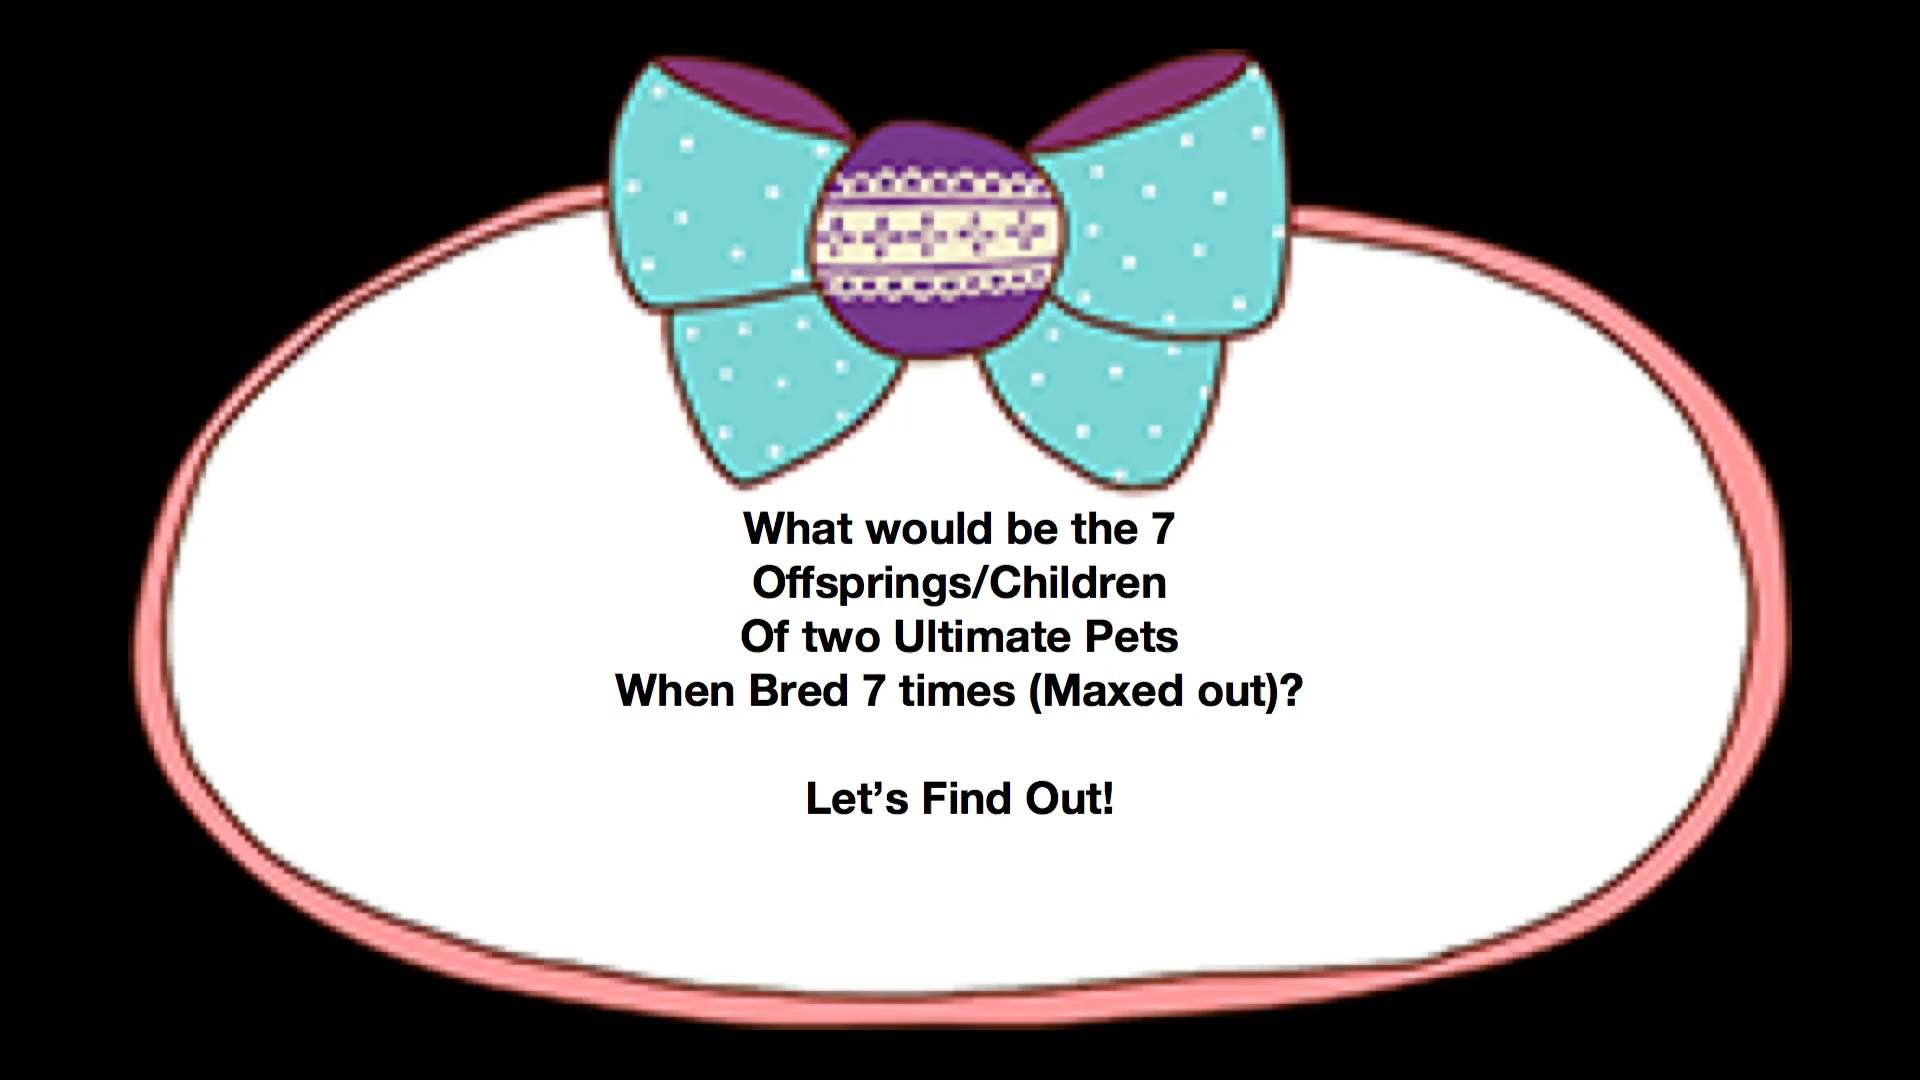 What would be the 7
Offsprings/Children
Of two Ultimate Pets
When Bred 7 times (Maxed out)?
Let’s Find Out!